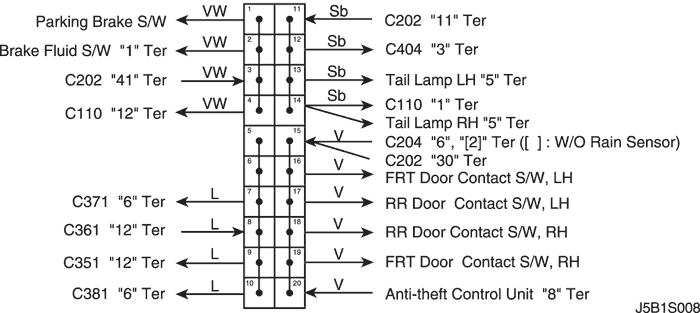 VW 1 11 Sb
Parking Brake S/W C202 "11" Ter
VW 2 12 Sb
Brake Fluid S/W "1" Ter C404 "3" Ter
VW 3 13 Sb
C202 "41" Ter Tail Lamp LH "5" Ter
VW 4 14 Sb
C110 "12" Ter C110 "1" Ter
Tail Lamp RH "5" Ter
5 15 V
C204 "6", "[2]" Ter ([ ] : W/O Rain Sensor)
C202 "30" Ter
6 16 V
FRT Door Contact S/W, LH
L 7 17 V
C371 "6" Ter RR Door Contact S/W, LH
L 8 18 V
C361 "12" Ter RR Door Contact S/W, RH
L 9 19 V
C351 "12" Ter FRT Door Contact S/W, RH
L 10 20 V
C381 "6" Ter Anti-theft Control Unit "8" Ter
J5B1S008